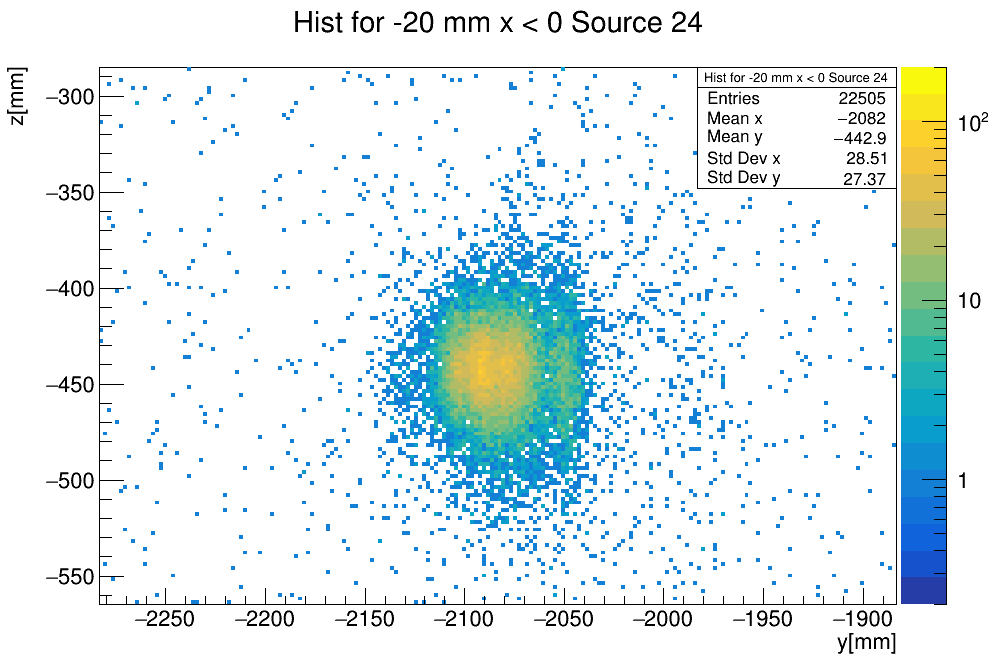 Hist for -20 mm x < 0 Source 24
z[mm]
Hist for -20 mm x < 0 Source 24
Entries 22505
Mean x −2082
Mean y −442.9
Std Dev x 28.51
Std Dev y 27.37
−300
−350
−400
−450
−500
−550
10²
10
1
−2250 −2200 −2150 −2100 −2050 −2000 −1950 −1900
y[mm]